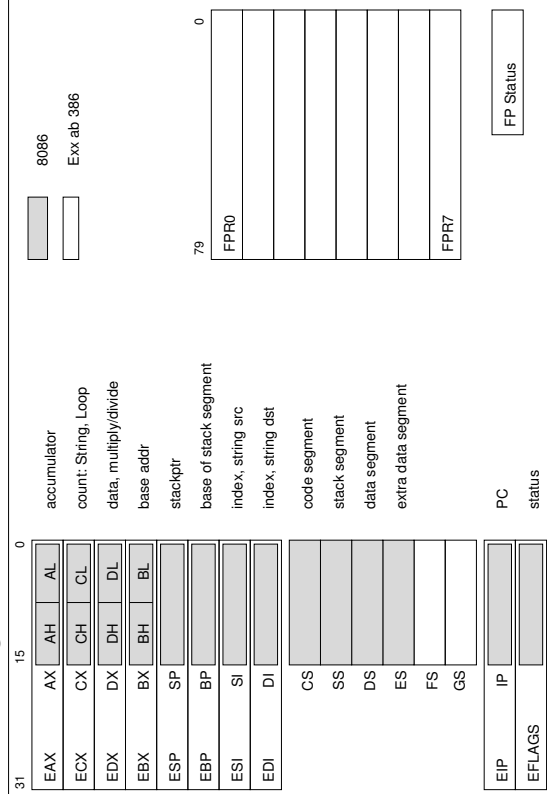 31 15 0
EAX AX AH AL accumulator
ECX CX CH CL count: String, Loop
EDX DX DH DL data, multiply/divide
EBX BX BH BL base addr
ESP SP stackptr
EBP BP base of stack segment
ESI SI index, string src
EDI DI index, string dst
CS code segment
SS stack segment
DS data segment
ES extra data segment
FS
GS
EIP IP PC
EFLAGS status
8086
Exx ab 386
79 0
FPR0
FPR7
FP Status